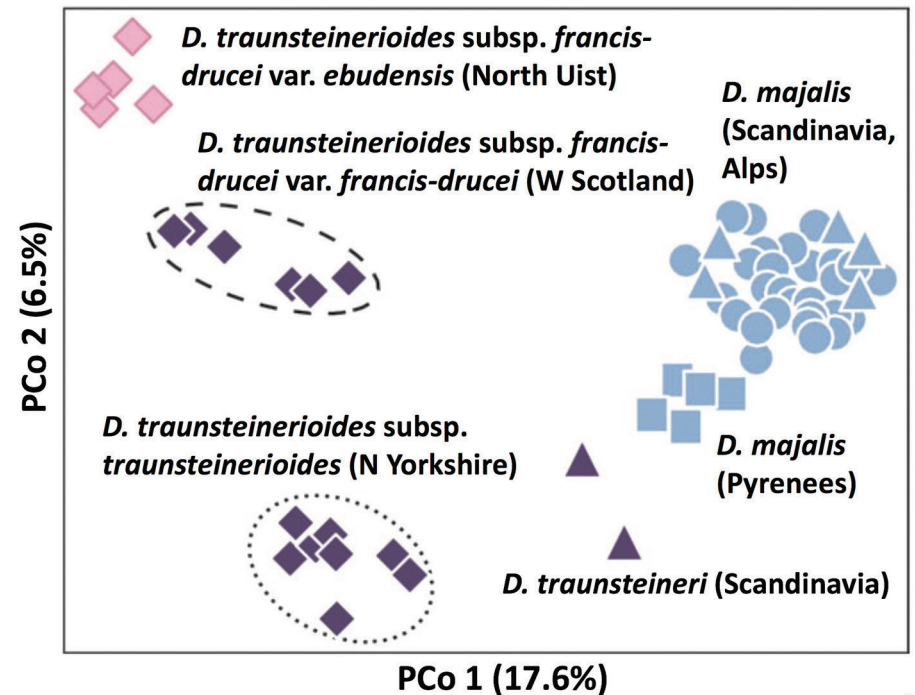 D. traunsteinerioides subsp. francis-
drucei var. ebudensis (North Uist)
D. traunsteinerioides subsp. francis-
drucei var. francis-drucei (W Scotland)
D. majalis
(Scandinavia,
Alps)
PCo 2 (6.5%)
D. traunsteinerioides subsp.
traunsteinerioides (N Yorkshire)
D. majalis
(Pyrenees)
D. traunsteineri (Scandinavia)
PCo 1 (17.6%)